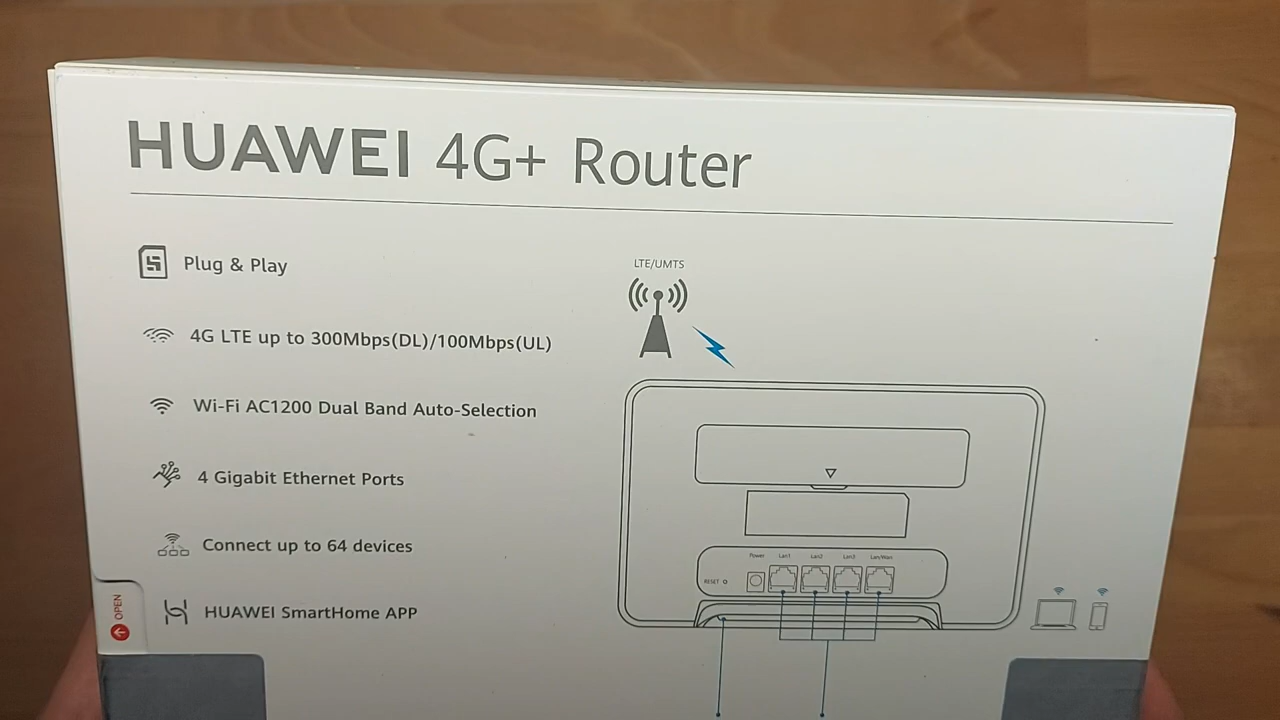 HUAWEI 4G+ Router
Plug & Play
4G LTE up to 300Mbps(DL)/100Mbps(UL)
Wi-Fi AC1200 Dual Band Auto-Selection
4 Gigabit Ethernet Ports
Connect up to 64 devices
HUAWEI SmartHome APP
OPEN
LTE/UMTS
Power Lan1 Lan2 Lan3 Lan/Wan
RESET